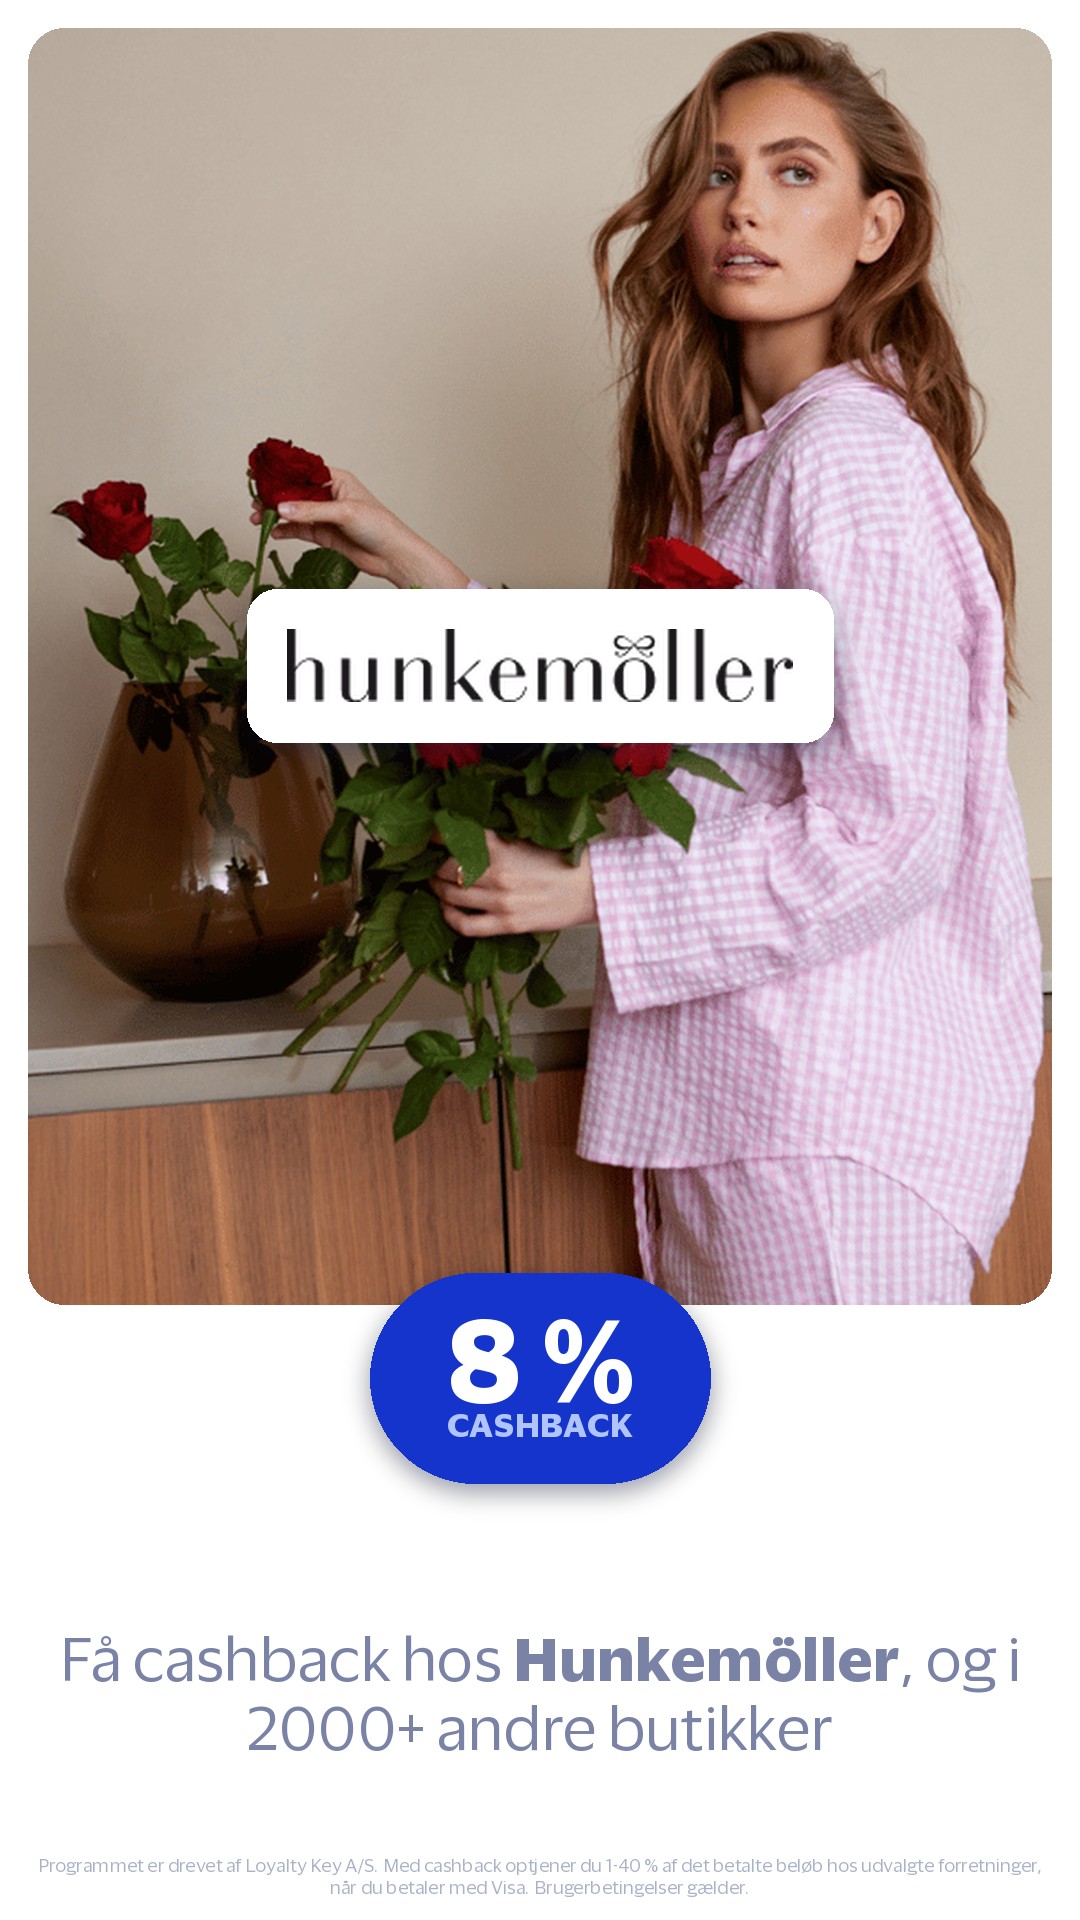 hunkemöller
8 %
CASHBACK
Få cashback hos Hunkemöller, og i
2000+ andre butikker
Programmet er drevet af Loyalty Key A/S. Med cashback optjener du 1-40 % af det betalte beløb hos udvalgte forretninger,
når du betaler med Visa. Brugerbetingelser gælder.